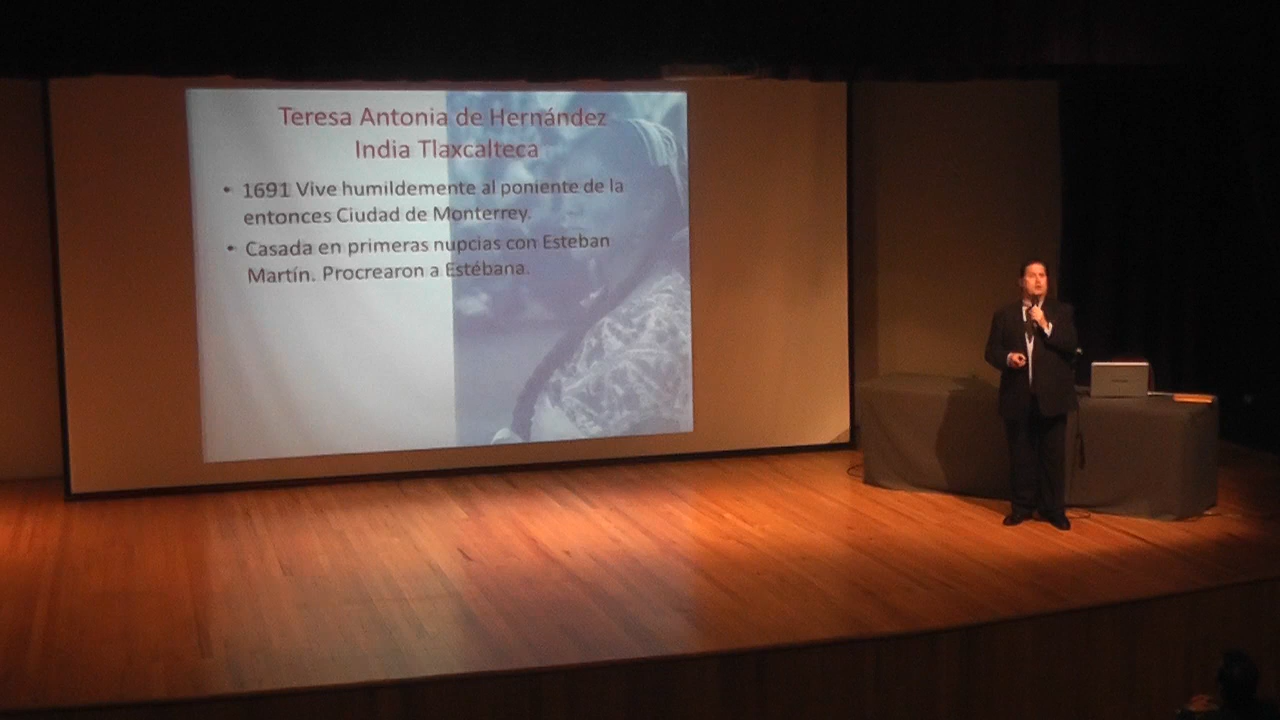 Teresa Antonia de Hernández
India Tlaxcalteca
• 1691 Vive humildemente al poniente de la
entonces Ciudad de Monterrey.
• Casada en primeras nupcias con Esteban
Martín. Procrearon a Estébana.